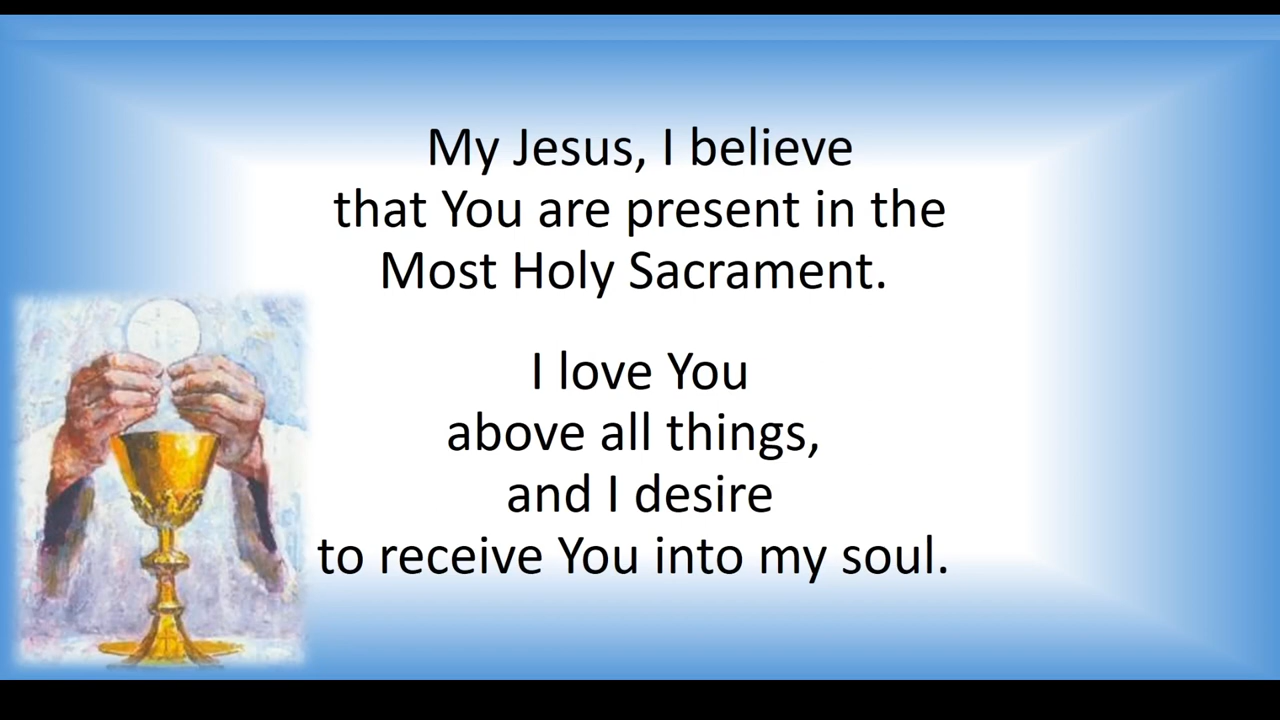 My Jesus, I believe
that You are present in the
Most Holy Sacrament.
I love You
above all things,
and I desire
to receive You into my soul.